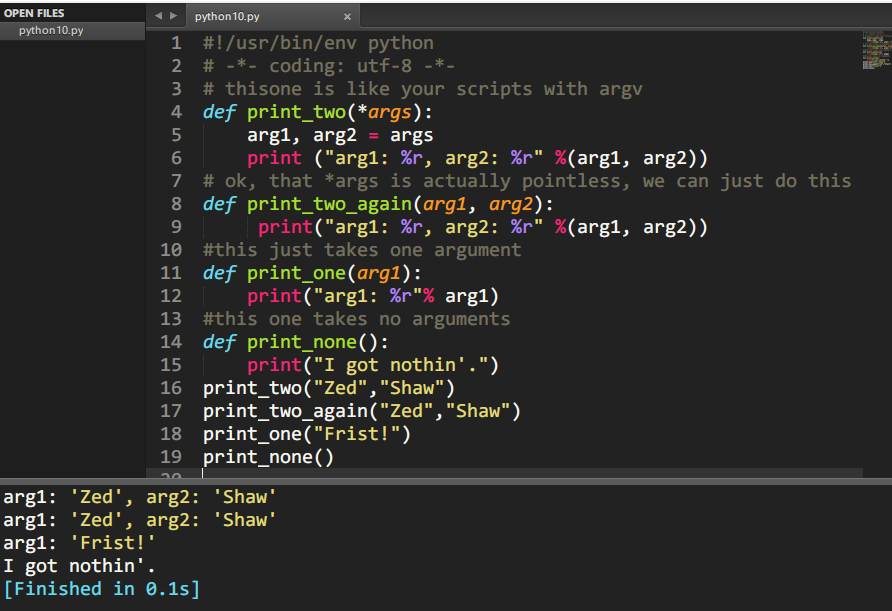 OPEN FILES
python10.py
python10.py ×
1 #!/usr/bin/env python
2 # -*- coding: utf-8 -*-
3 # thisone is like your scripts with argv
4 def print_two(*args):
5     arg1, arg2 = args
6     print ("arg1: %r, arg2: %r" %(arg1, arg2))
7 # ok, that *args is actually pointless, we can just do this
8 def print_two_again(arg1, arg2):
9      print("arg1: %r, arg2: %r" %(arg1, arg2))
10 #this just takes one argument
11 def print_one(arg1):
12     print("arg1: %r"% arg1)
13 #this one takes no arguments
14 def print_none():
15     print("I got nothin'.")
16 print_two("Zed","Shaw")
17 print_two_again("Zed","Shaw")
18 print_one("Frist!")
19 print_none()
20
arg1: 'Zed', arg2: 'Shaw'
arg1: 'Zed', arg2: 'Shaw'
arg1: 'Frist!'
I got nothin'.
[Finished in 0.1s]